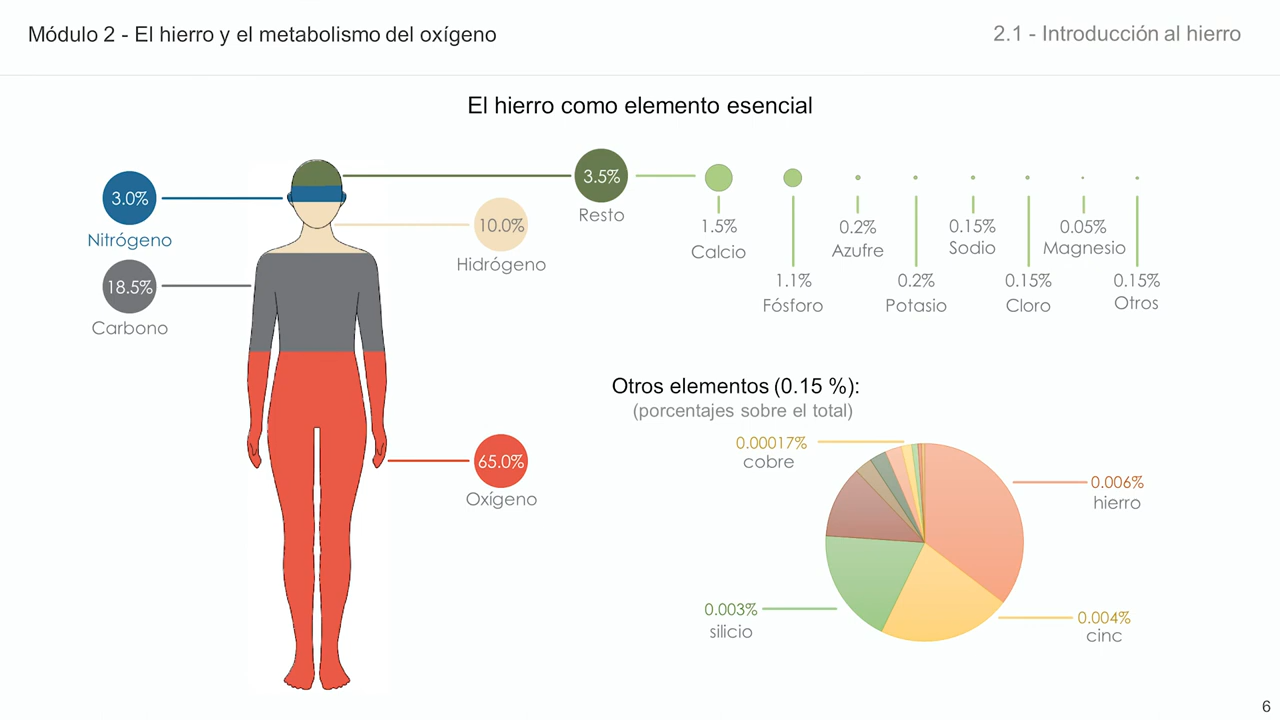 Módulo 2 - El hierro y el metabolismo del oxígeno
2.1 - Introducción al hierro
El hierro como elemento esencial
3.0%
Nitrógeno
18.5%
Carbono
10.0%
Hidrógeno
65.0%
Oxígeno
3.5%
Resto
1.5%
Calcio
1.1%
Fósforo
0.2%
Azufre
0.2%
Potasio
0.15%
Sodio
0.15%
Cloro
0.05%
Magnesio
0.15%
Otros
Otros elementos (0.15 %):
(porcentajes sobre el total)
0.00017%
cobre
0.006%
hierro
0.003%
silicio
0.004%
cinc
6